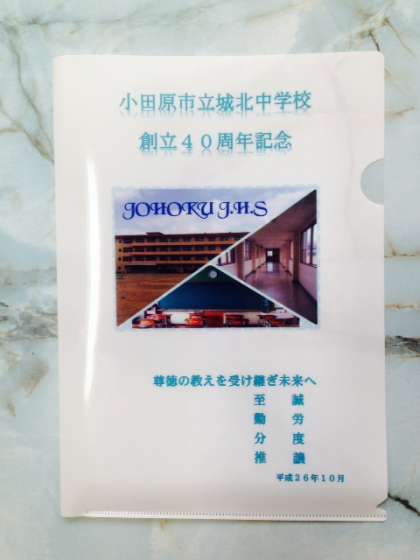 小田原市立城北中学校
創立４０周年記念
JOHOKU J.H.S
尊徳の教えを受け継ぎ未来へ
至 誠
勤 労
分 度
推 譲
平成２６年１０月